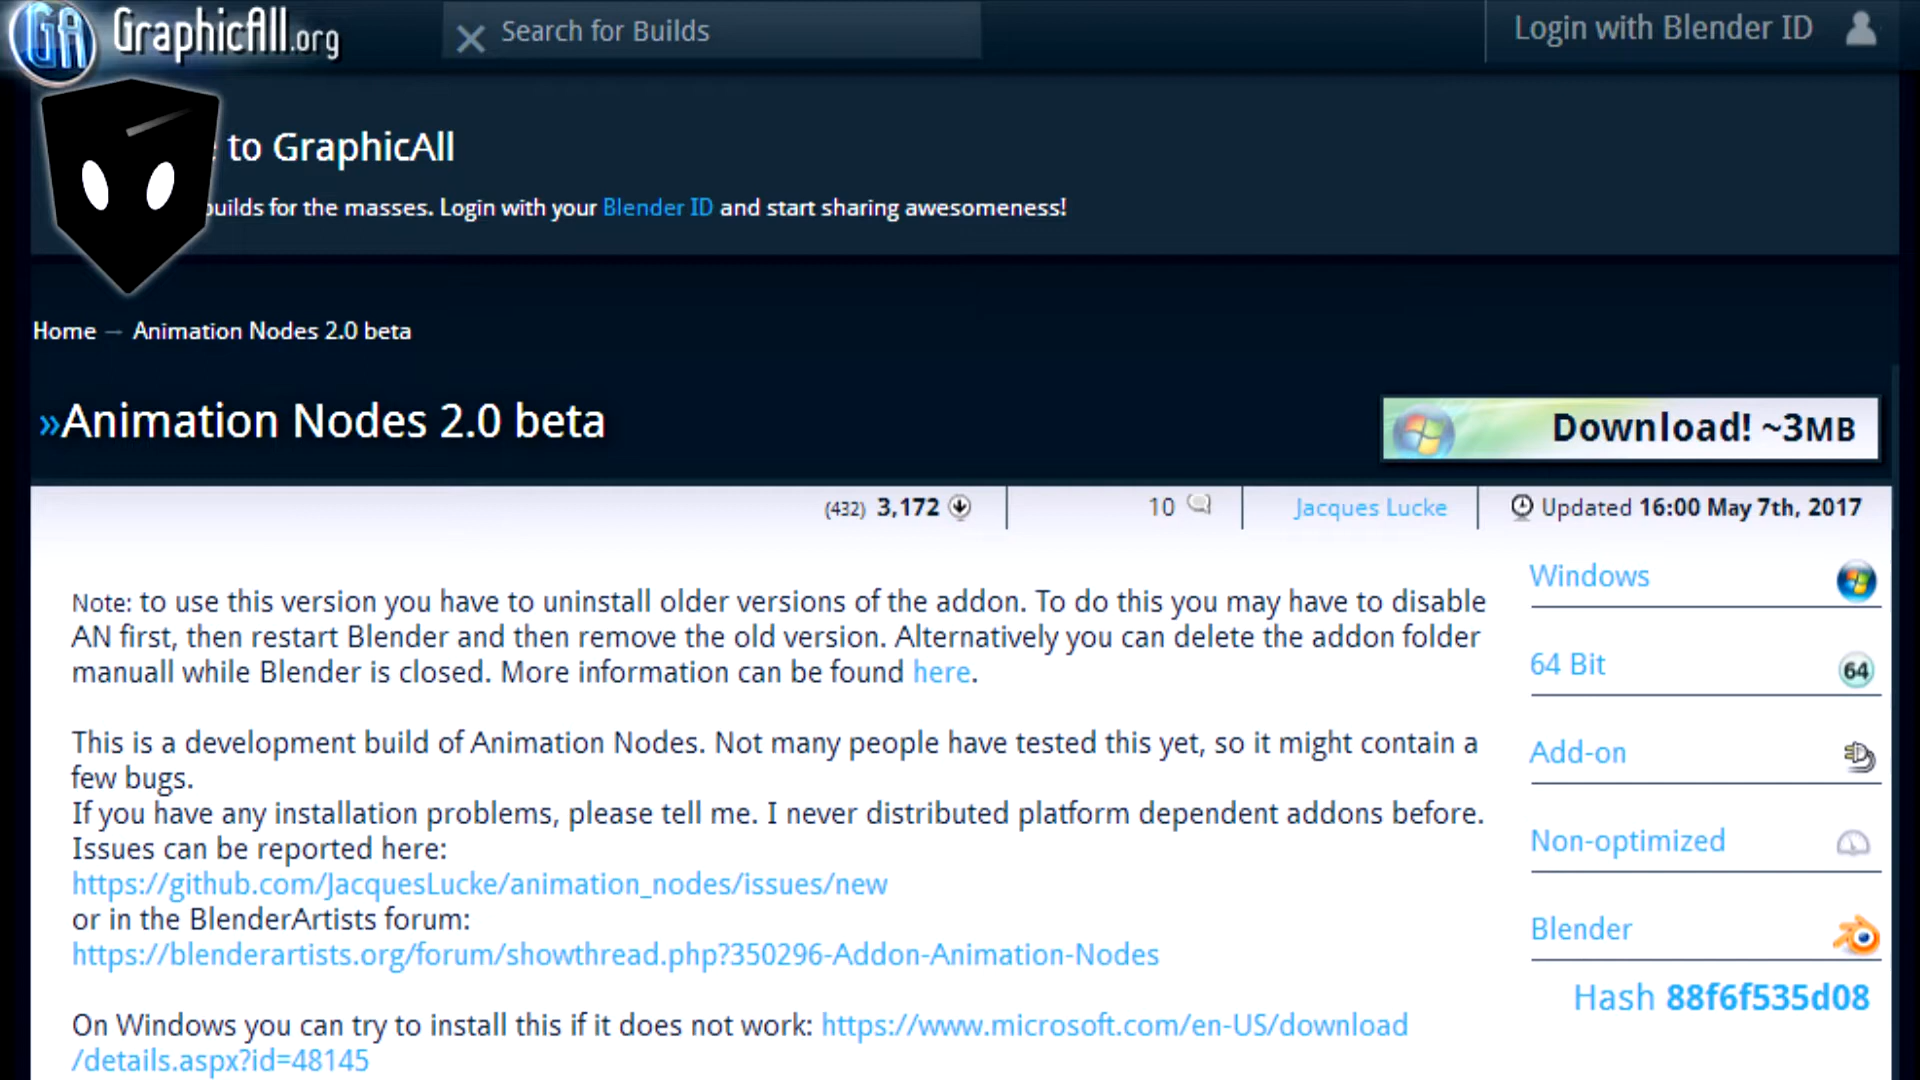 GA GraphicAll.org
Search for Builds
Login with Blender ID
to GraphicAll
builds for the masses. Login with your Blender ID and start sharing awesomeness!
Home → Animation Nodes 2.0 beta
»Animation Nodes 2.0 beta
Download! ~3MB
(432) 3,172
10
Jacques Lucke
Updated 16:00 May 7th, 2017
Note: to use this version you have to uninstall older versions of the addon. To do this you may have to disable
AN first, then restart Blender and then remove the old version. Alternatively you can delete the addon folder
manuall while Blender is closed. More information can be found here.
This is a development build of Animation Nodes. Not many people have tested this yet, so it might contain a
few bugs.
If you have any installation problems, please tell me. I never distributed platform dependent addons before.
Issues can be reported here:
https://github.com/JacquesLucke/animation_nodes/issues/new
or in the BlenderArtists forum:
https://blenderartists.org/forum/showthread.php?350296-Addon-Animation-Nodes
On Windows you can try to install this if it does not work: https://www.microsoft.com/en-US/download
/details.aspx?id=48145
Windows
64 Bit
64
Add-on
Non-optimized
Blender
Hash 88f6f535d08